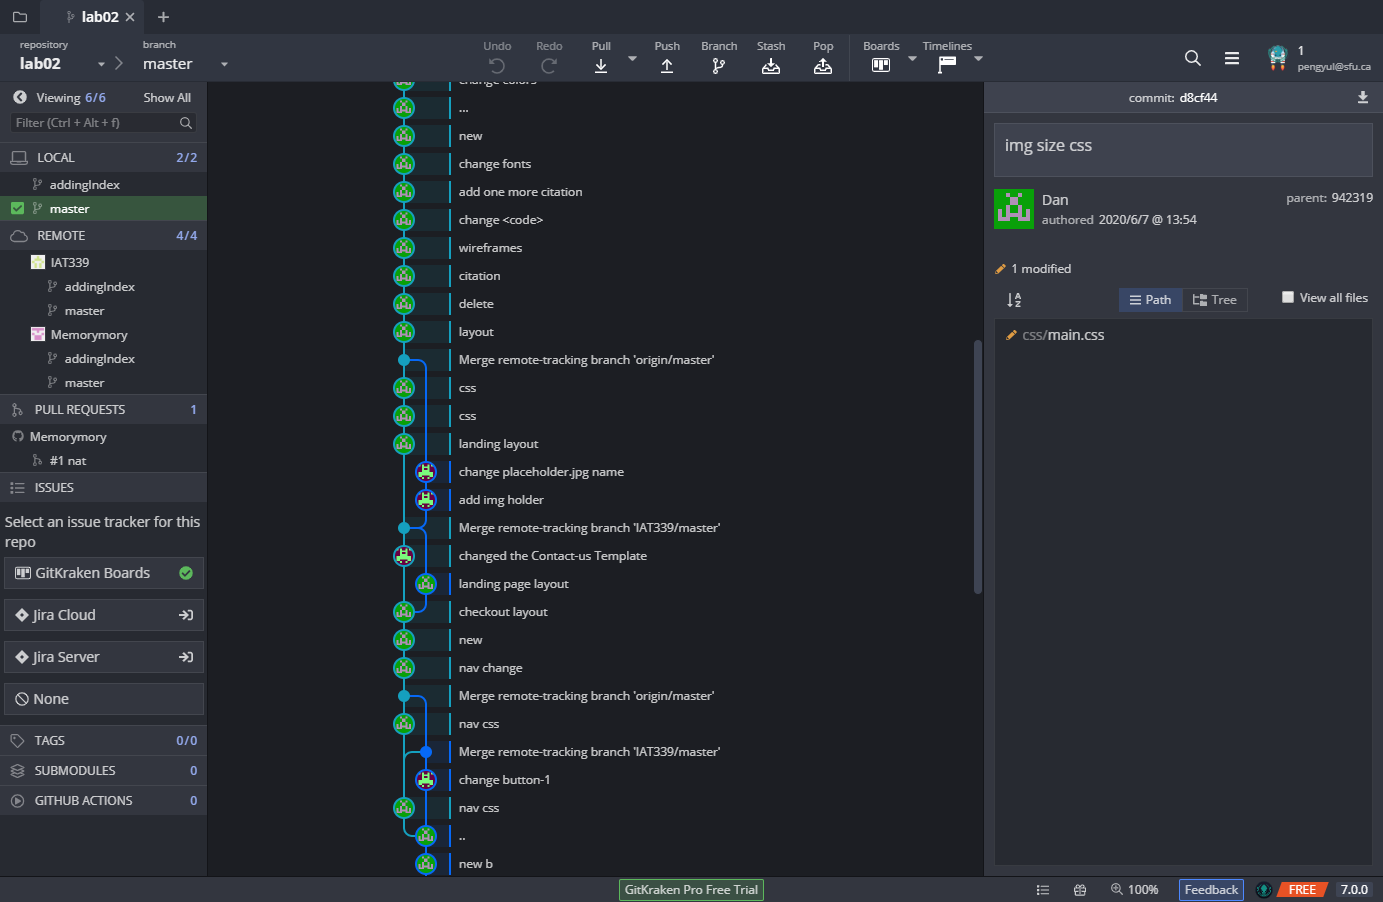 lab02
repository
lab02
branch
master
Undo
Redo
Pull
Push
Branch
Stash
Pop
Boards
Timelines
1
pengyul@sfu.ca
Viewing 6/6
Show All
Filter (Ctrl + Alt + f)
LOCAL 2/2
addingIndex
master
REMOTE 4/4
IAT339
addingIndex
master
Memorymory
addingIndex
master
PULL REQUESTS 1
Memorymory
#1 nat
ISSUES
Select an issue tracker for this
repo
GitKraken Boards
Jira Cloud
Jira Server
None
TAGS 0/0
SUBMODULES 0
GITHUB ACTIONS 0
change colors
...
new
change fonts
add one more citation
change <code>
wireframes
citation
delete
layout
Merge remote-tracking branch 'origin/master'
css
css
landing layout
change placeholder.jpg name
add img holder
Merge remote-tracking branch 'IAT339/master'
changed the Contact-us Template
landing page layout
checkout layout
new
nav change
Merge remote-tracking branch 'origin/master'
nav css
Merge remote-tracking branch 'IAT339/master'
change button-1
nav css
..
new b
commit: d8cf44
img size css
Dan
parent: 942319
authored 2020/6/7 @ 13:54
1 modified
Path
Tree
View all files
css/main.css
GitKraken Pro Free Trial
100%
Feedback
FREE
7.0.0